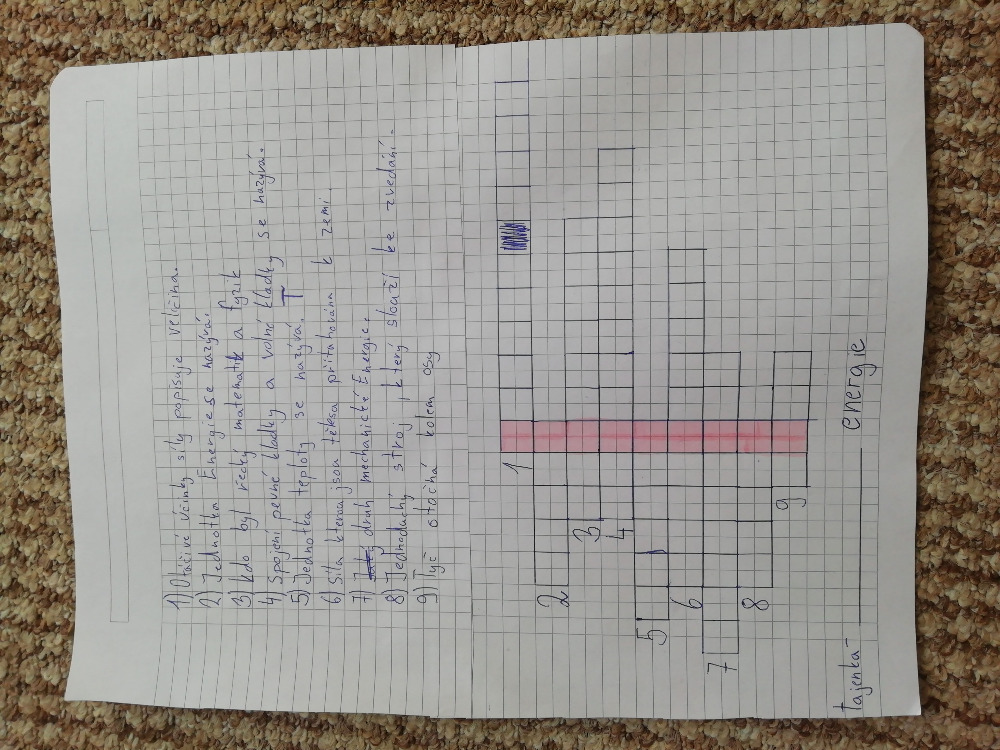 1) Otáčivé účinky síly popisuje veličina.
2) Jednotka Energie se nazývá.
3) kdo byl řecký matematik a fyzik
4) Spojení pevné kladky a volné kladky se nazývá.
5) Jednotka teploty se nazývá. T
6) Síla kterou jsou tělesa přitahována k zemi.
7) druh mechanické Energie.
8) Jednoduchý stroj, který slouží ke zvedání.
9) Tyč otáčná kolem osy
1
2
3
4
5
6
7
8
9
tajenka - energie